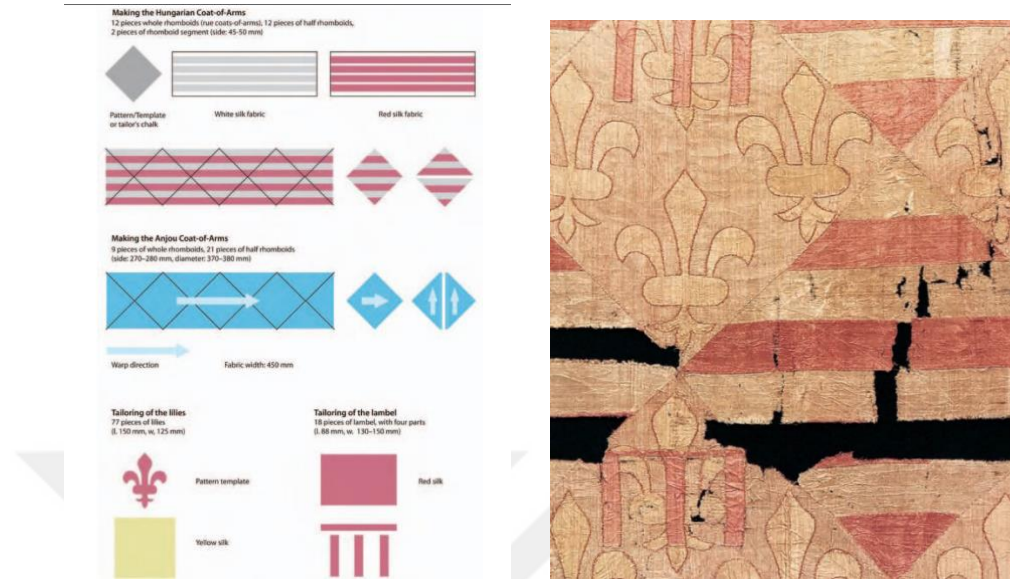 Making the Hungarian Coat-of-Arms
12 pieces whole rhomboids (rue coats-of-arms), 12 pieces of half rhomboids,
2 pieces of rhomboid segment (side: 45-50 mm)
Pattern/Template
or tailor's chalk
White silk fabric
Red silk fabric
Making the Anjou Coat-of-Arms
9 pieces of whole rhomboids, 21 pieces of half rhomboids
(side: 270–280 mm, diameter: 370–380 mm)
Warp direction
Fabric width: 450 mm
Tailoring of the lilies
77 pieces of lilies
(l. 150 mm, w, 125 mm)
Pattern template
Yellow silk
Tailoring of the lambel
18 pieces of lambel, with four parts
(l. 88 mm, w. 130–150 mm)
Red silk